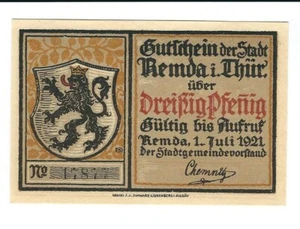 Gutschein der Stadt
Remda i. Thür.
über
Dreißig Pfennig
Gültig bis Aufruf
Remda, 1. Juli 1921
der Stadtgemeindevorstand
Chemnitz
No 17877